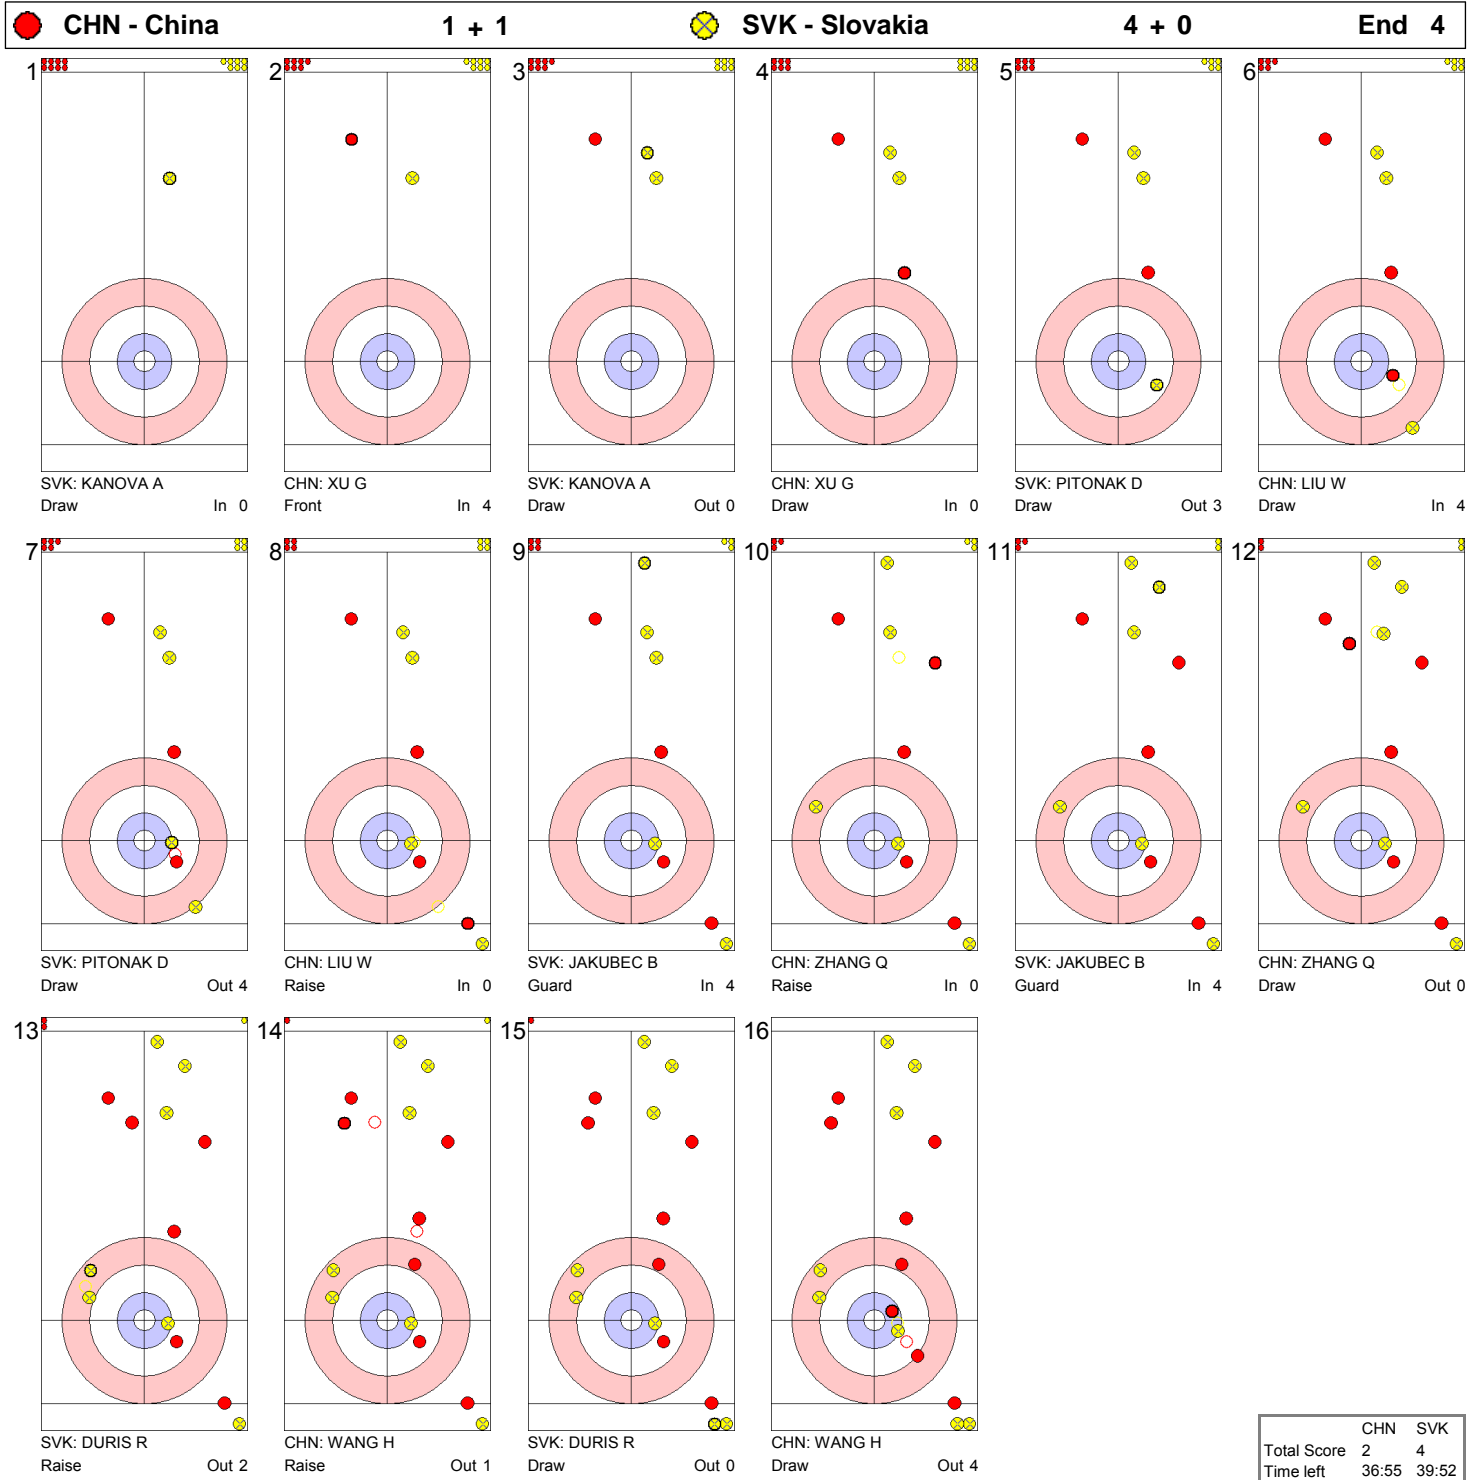 CHN - China 1 + 1 SVK - Slovakia 4 + 0 End 4
1 2 3 4 5 6
SVK: KANOVA A CHN: XU G SVK: KANOVA A CHN: XU G SVK: PITONAK D CHN: LIU W
Draw In 0 Front In 4 Draw Out 0 Draw In 0 Draw Out 3 Draw In 4
7 8 9 10 11 12
SVK: PITONAK D CHN: LIU W SVK: JAKUBEC B CHN: ZHANG Q SVK: JAKUBEC B CHN: ZHANG Q
Draw Out 4 Raise In 0 Guard In 4 Raise In 0 Guard In 4 Draw Out 0
13 14 15 16
SVK: DURIS R CHN: WANG H SVK: DURIS R CHN: WANG H
Raise Out 2 Raise Out 1 Draw Out 0 Draw Out 4
CHN SVK
Total Score 2 4
Time left 36:55 39:52